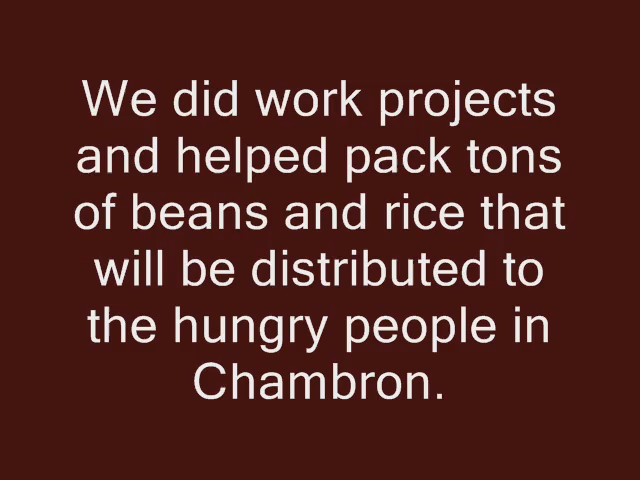 We did work projects
and helped pack tons
of beans and rice that
will be distributed to
the hungry people in
Chambron.